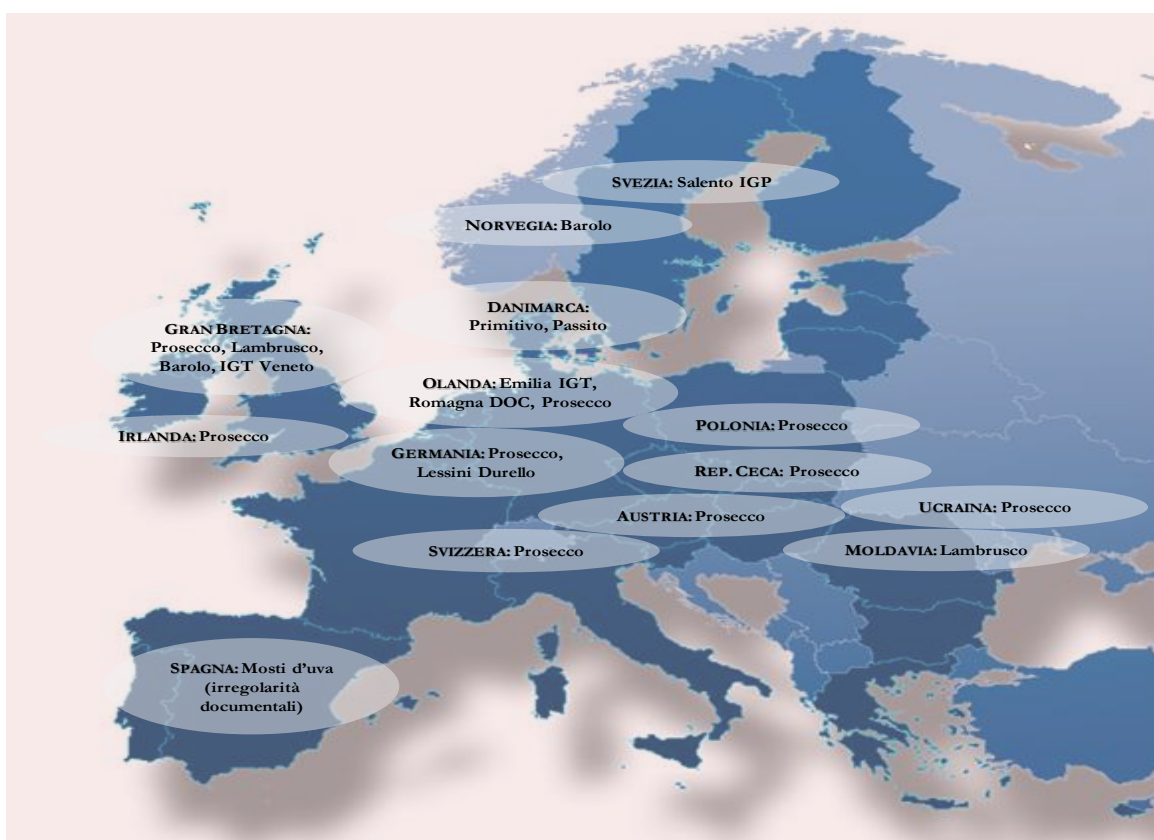 SVEZIA: Salento IGP
NORVEGIA: Barolo
DANIMARCA:
Primitivo, Passito
GRAN BRETAGNA:
Prosecco, Lambrusco,
Barolo, IGT Veneto
OLANDA: Emilia IGT,
Romagna DOC, Prosecco
IRLANDA: Prosecco
POLONIA: Prosecco
GERMANIA: Prosecco,
Lessini Durello
REP. CECA: Prosecco
UCRAINA: Prosecco
AUSTRIA: Prosecco
SVIZZERA: Prosecco
MOLDAVIA: Lambrusco
SPAGNA: Mosti d'uva
(irregolarità
documentali)